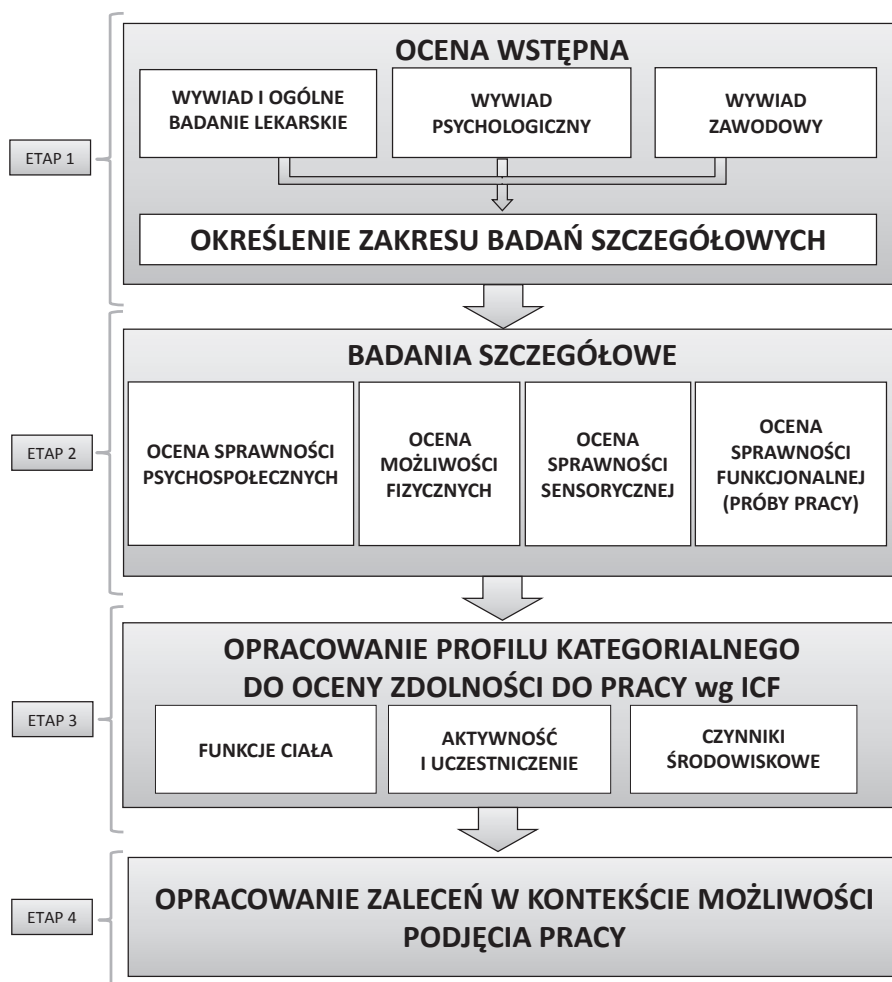 ETAP 1
OCENA WSTĘPNA
WYWIAD I OGÓLNE
BADANIE LEKARSKIE
WYWIAD
PSYCHOLOGICZNY
WYWIAD
ZAWODOWY
OKREŚLENIE ZAKRESU BADAŃ SZCZEGÓŁOWYCH
ETAP 2
BADANIA SZCZEGÓŁOWE
OCENA SPRAWNOŚCI
PSYCHOSPOŁECZNYCH
OCENA
MOŻLIWOŚCI
FIZYCZNYCH
OCENA
SPRAWNOŚCI
SENSORYCZNEJ
OCENA
SPRAWNOŚCI
FUNKCJONALNEJ
(PRÓBY PRACY)
ETAP 3
OPRACOWANIE PROFILU KATEGORIALNEGO
DO OCENY ZDOLNOŚCI DO PRACY wg ICF
FUNKCJE CIAŁA
AKTYWNOŚĆ
I UCZESTNICZENIE
CZYNNIKI
ŚRODOWISKOWE
ETAP 4
OPRACOWANIE ZALECEŃ W KONTEKŚCIE MOŻLIWOŚCI
PODJĘCIA PRACY